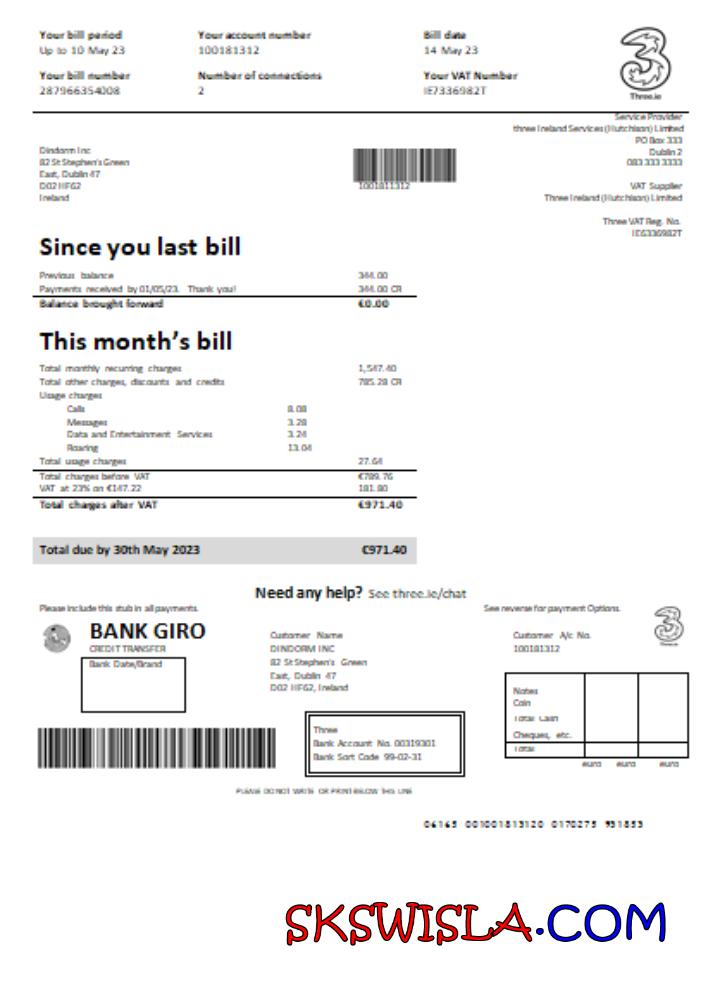 Your bill period
Up to 10 May 23
Your account number
100181312
Bill date
14 May 23
Your bill number
287966354008
Number of connections
2
Your VAT Number
IE7336982T
3
Three.ie
Service Provider
three Ireland Services (Hutchison) Limited
PO Box 333
Dublin 2
083 333 3333
VAT Supplier
Three Ireland (Hutchison) Limited
Three VAT Reg. No.
IE6336982T
Dindorm Inc
82 St Stephen's Green
East, Dublin 47
D02 HF62
Ireland
1001811312
Since you last bill
Previous balance 344.00
Payments received by 01/05/23. Thank you! 344.00 CR
Balance brought forward €0.00
This month's bill
Total monthly recurring charges 1,547.40
Total other charges, discounts and credits 785.28 CR
Usage charges
Calls 8.08
Messages 3.28
Data and Entertainment Services 3.24
Roaring 13.04
Total usage charges 27.64
Total charges before VAT €789.76
VAT at 23% on €147.22 181.80
Total charges after VAT €971.40
Total due by 30th May 2023 €971.40
Need any help? See three.ie/chat
Please include this stub in all payments.
See reverse for payment Options.
BANK GIRO
CREDIT TRANSFER
Bank Date/Brand
Customer Name
DINDORM INC
82 St Stephen's Green
East, Dublin 47
D02 HF62, Ireland
Customer A/c No.
100181312
3
Three.ie
Three
Bank Account No. 00319301
Bank Sort Code 99-02-31
Notes
Coin
Total Cash
Cheques, etc.
Total
euro euro euro
PLEASE DO NOT WRITE OR PRINT BELOW THIS LINE
06165 001001813120 0170275 931853
SKSWISLA.COM